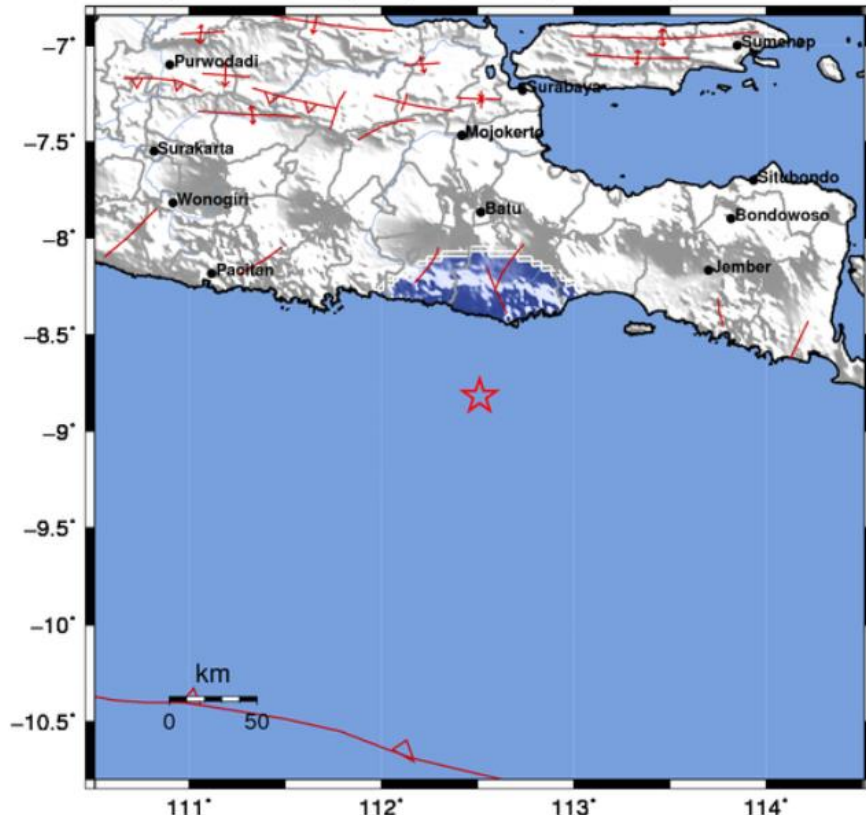 −7°
Purwodadi
Sumenep
Surabaya
−7.5°
Mojokerto
Surakarta
Situbondo
Wonogiri
Batu
Bondowoso
−8°
Pacitan
Jember
−8.5°
−9°
−9.5°
−10°
km
0 50
−10.5°
111° 112° 113° 114°